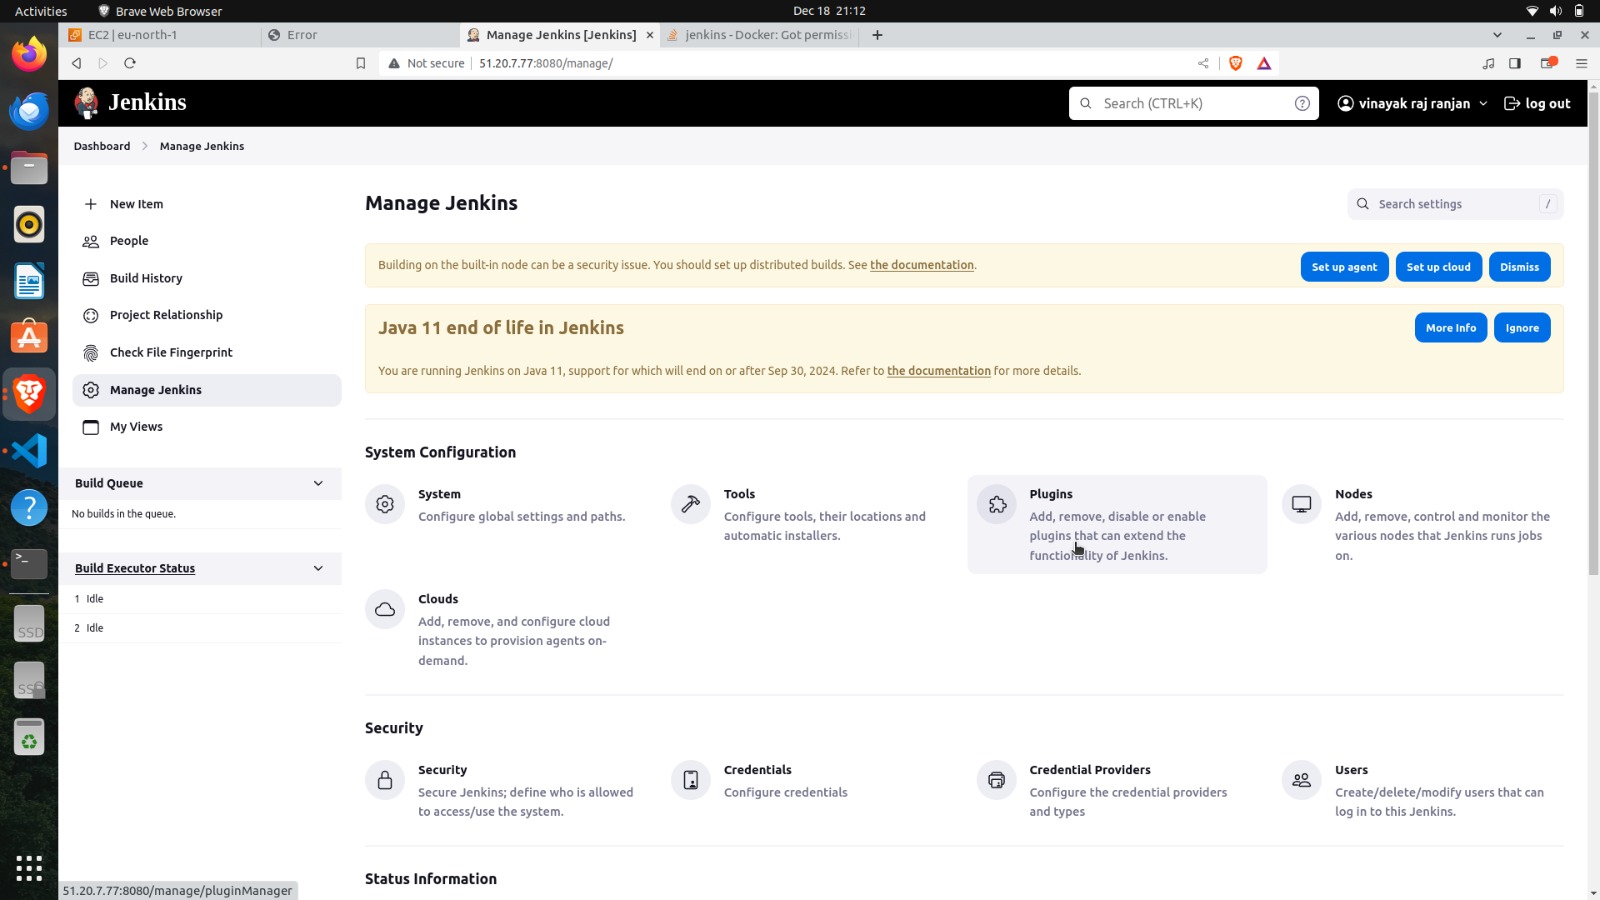 Activities
Brave Web Browser
Dec 18 21:12
EC2 | eu-north-1
Error
Manage Jenkins [Jenkins]
jenkins - Docker: Got permissi
Not secure
51.20.7.77:8080/manage/
Jenkins
Search (CTRL+K)
vinayak raj ranjan
log out
Dashboard
Manage Jenkins
New Item
People
Build History
Project Relationship
Check File Fingerprint
Manage Jenkins
My Views
Build Queue
No builds in the queue.
Build Executor Status
1 Idle
2 Idle
Manage Jenkins
Search settings
/
Building on the built-in node can be a security issue. You should set up distributed builds. See the documentation.
Set up agent
Set up cloud
Dismiss
Java 11 end of life in Jenkins
More Info
Ignore
You are running Jenkins on Java 11, support for which will end on or after Sep 30, 2024. Refer to the documentation for more details.
System Configuration
System
Configure global settings and paths.
Tools
Configure tools, their locations and
automatic installers.
Plugins
Add, remove, disable or enable
plugins that can extend the
functionality of Jenkins.
Nodes
Add, remove, control and monitor the
various nodes that Jenkins runs jobs
on.
Clouds
Add, remove, and configure cloud
instances to provision agents on-
demand.
Security
Security
Secure Jenkins; define who is allowed
to access/use the system.
Credentials
Configure credentials
Credential Providers
Configure the credential providers
and types
Users
Create/delete/modify users that can
log in to this Jenkins.
Status Information
SSD
SSD
51.20.7.77:8080/manage/pluginManager